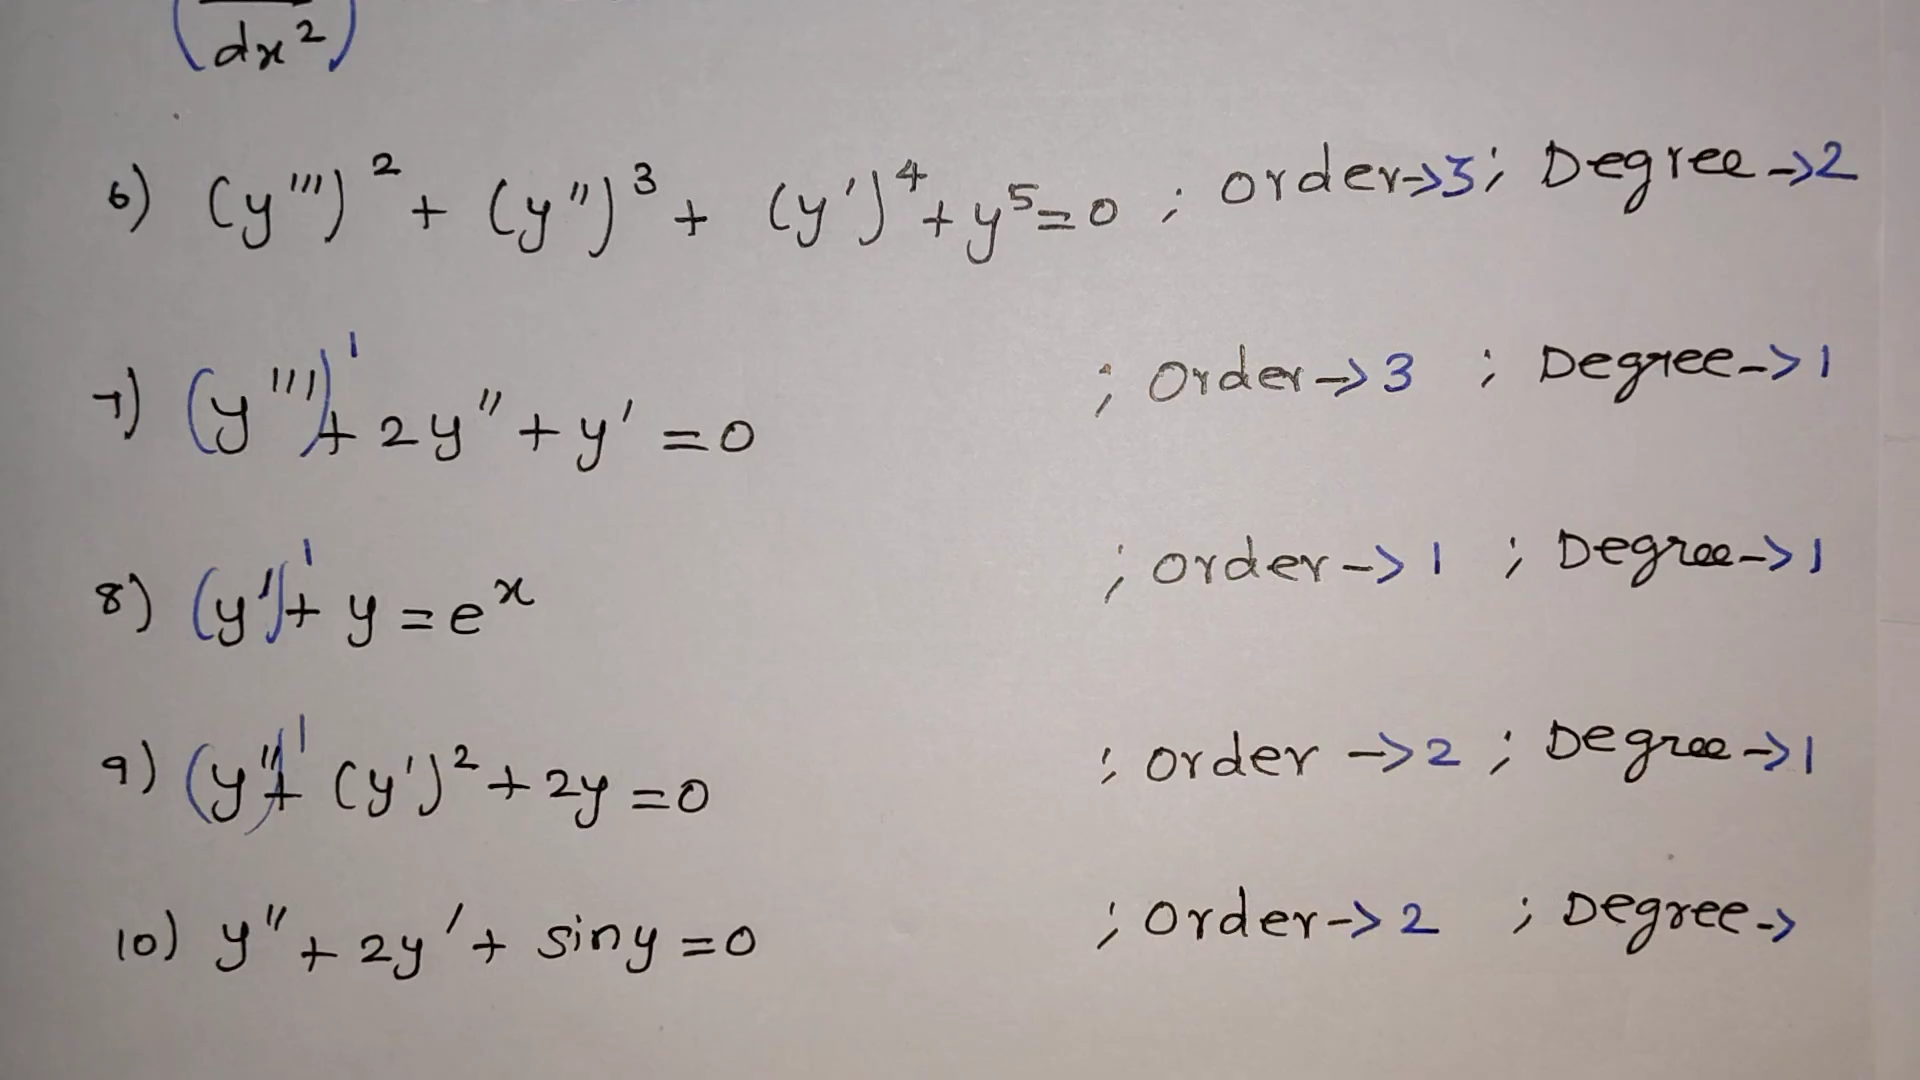 (dx²)
6) (y''')² + (y'')³ + (y')⁴ + y⁵ = 0 ; order->3; Degree->2
7) (y''')¹ + 2y'' + y' = 0 ; Order->3 ; Degree->1
8) (y')¹ + y = eˣ ; order->1 ; Degree->1
9) (y'')¹ + (y')² + 2y = 0 ; order->2 ; Degree->1
10) y'' + 2y' + siny = 0 ; Order->2 ; Degree->